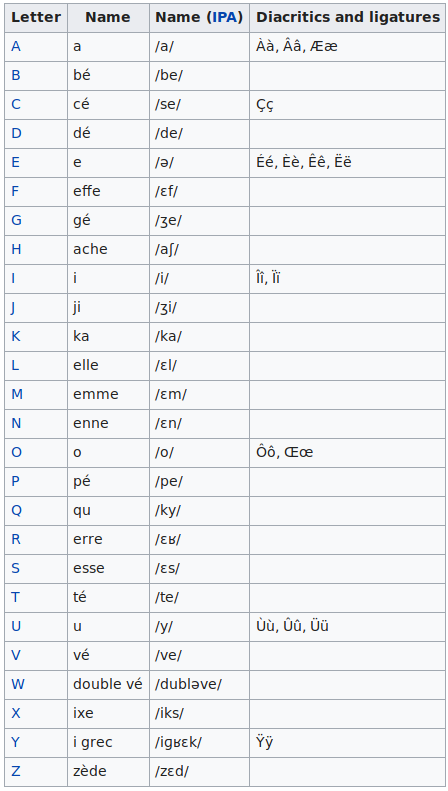 Letter Name Name (IPA) Diacritics and ligatures
A a /a/ Àà, Ââ, Ææ
B bé /be/
C cé /se/ Çç
D dé /de/
E e /ə/ Éé, Èè, Êê, Ëë
F effe /ɛf/
G gé /ʒe/
H ache /aʃ/
I i /i/ Îî, Ïï
J ji /ʒi/
K ka /ka/
L elle /ɛl/
M emme /ɛm/
N enne /ɛn/
O o /o/ Ôô, Œœ
P pé /pe/
Q qu /ky/
R erre /ɛʁ/
S esse /ɛs/
T té /te/
U u /y/ Ùù, Ûû, Üü
V vé /ve/
W double vé /dubləve/
X ixe /iks/
Y i grec /iɡʁɛk/ Ÿÿ
Z zède /zɛd/